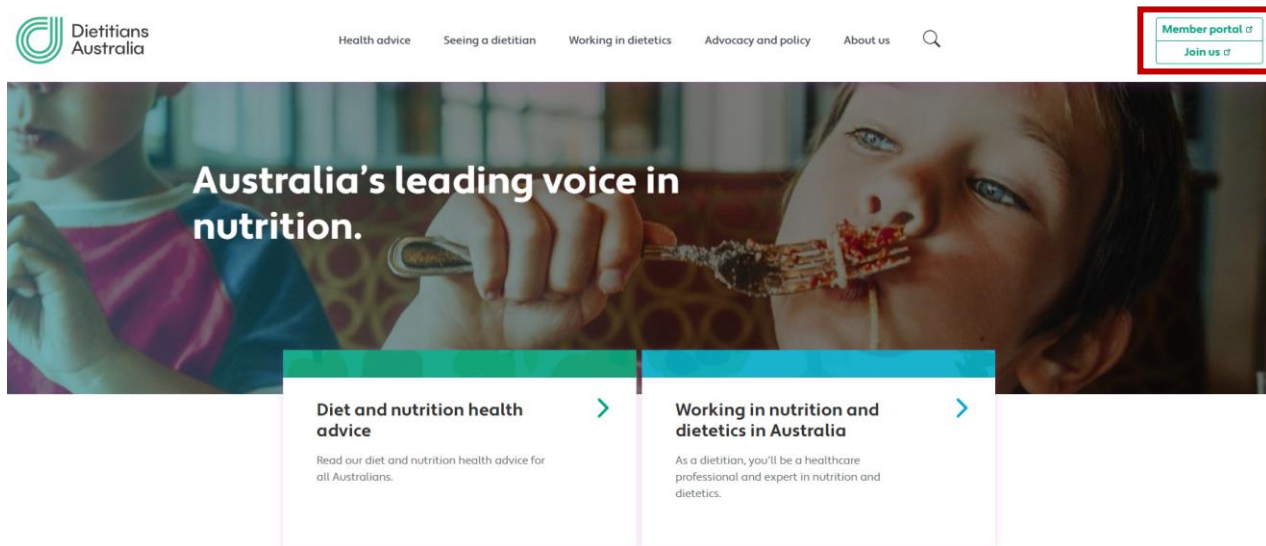 Dietitians
Australia
Health advice
Seeing a dietitian
Working in dietetics
Advocacy and policy
About us
Member portal
Join us
Australia's leading voice in
nutrition.
Diet and nutrition health
advice
Read our diet and nutrition health advice for
all Australians.
Working in nutrition and
dietetics in Australia
As a dietitian, you'll be a healthcare
professional and expert in nutrition and
dietetics.